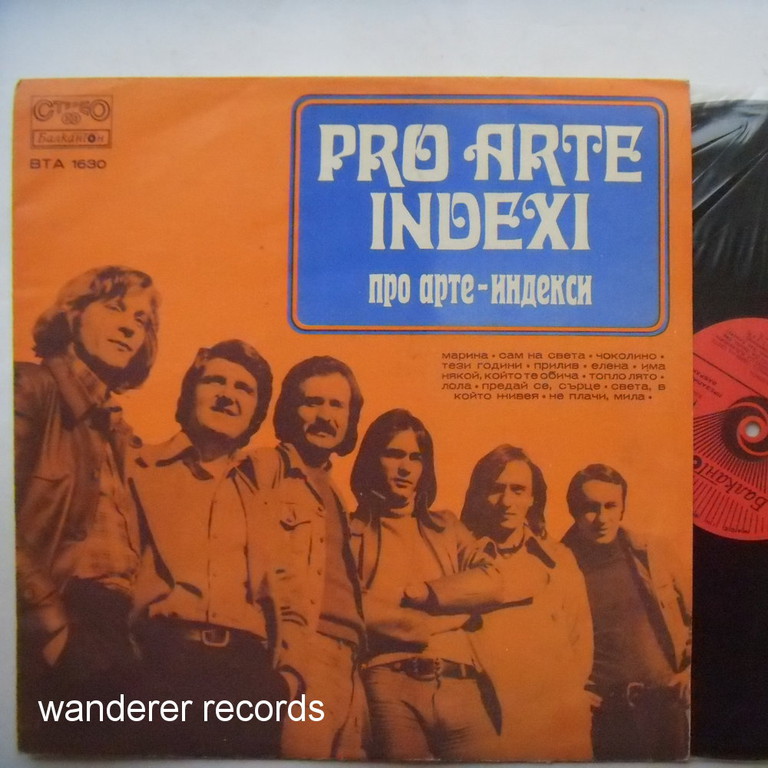 СТЕРЕО
Балкантон
ВТА 1630
PRO ARTE
INDEXI
про арте-индекси
марина • сам на света • чоколино •
тези години • прилив • елена • има
някой, който те обича • топло лято •
лола • предай се, сърце • света, в
който живея • не плачи, мила •
Балкантон
wanderer records